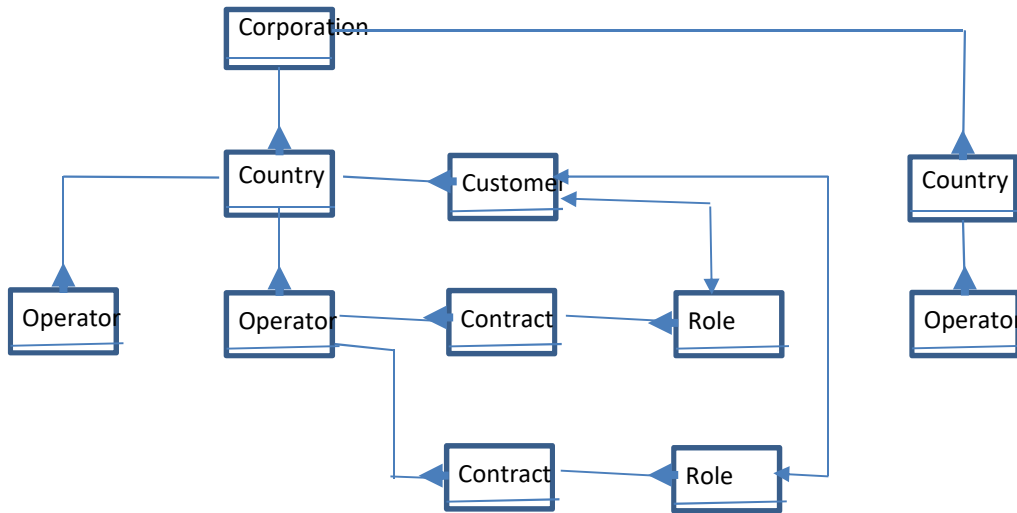 Corporation
Country
Customer
Country
Operator
Operator
Contract
Role
Operator
Contract
Role